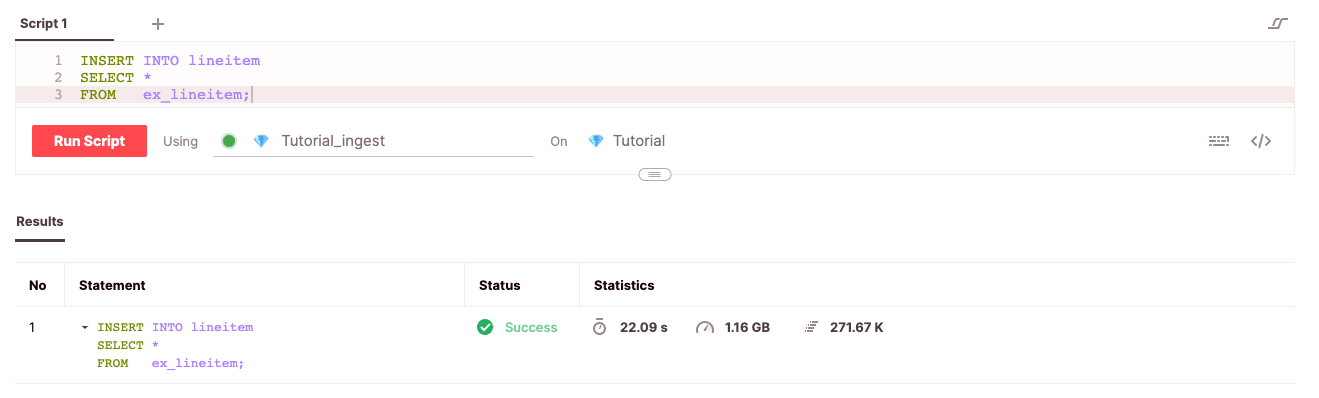 Script 1 +
1 INSERT INTO lineitem
2 SELECT *
3 FROM   ex_lineitem;
Run Script Using Tutorial_ingest On Tutorial </>
Results
No Statement Status Statistics
1 INSERT INTO lineitem Success 22.09 s 1.16 GB 271.67 K
SELECT *
FROM   ex_lineitem;